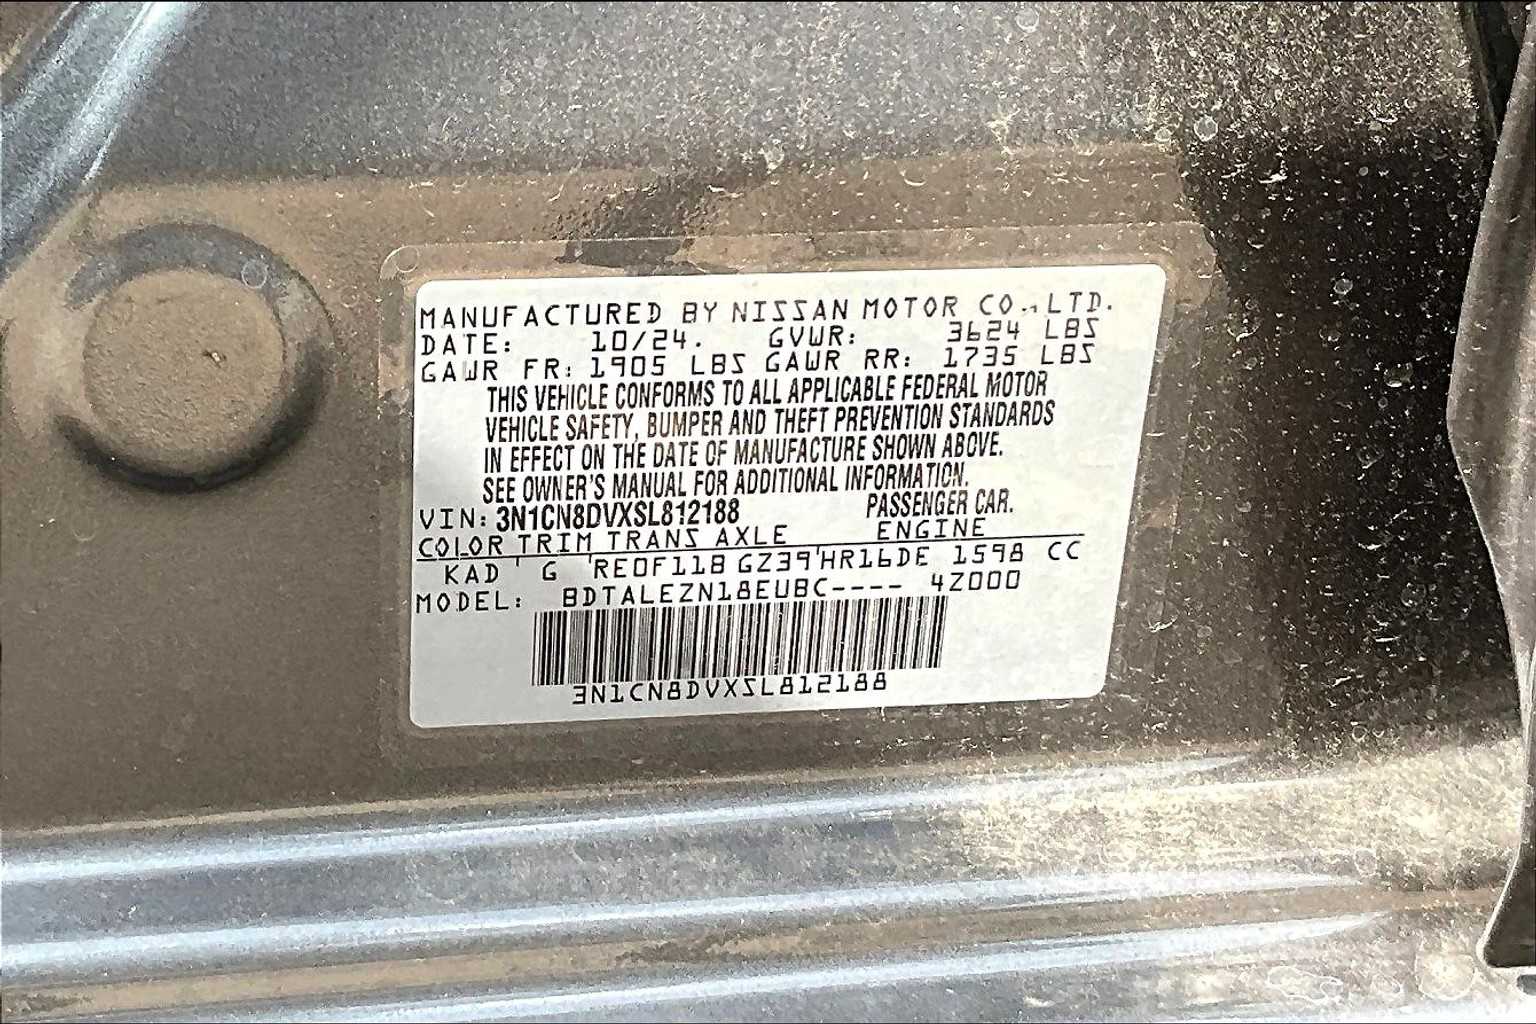 MANUFACTURED BY NISSAN MOTOR CO., LTD.
DATE: 10/24. GVWR: 3624 LBS
GAWR FR: 1905 LBS GAWR RR: 1735 LBS
THIS VEHICLE CONFORMS TO ALL APPLICABLE FEDERAL MOTOR
VEHICLE SAFETY, BUMPER AND THEFT PREVENTION STANDARDS
IN EFFECT ON THE DATE OF MANUFACTURE SHOWN ABOVE.
SEE OWNER'S MANUAL FOR ADDITIONAL INFORMATION.
VIN: 3N1CN8DVXSL812188 PASSENGER CAR.
COLOR TRIM TRANS AXLE ENGINE
KAD ' G 'RE0F11B GZ39'HR16DE 1598 CC
MODEL: BDTALEZN18EUBC---- 4Z000
3N1CN8DVXSL812188